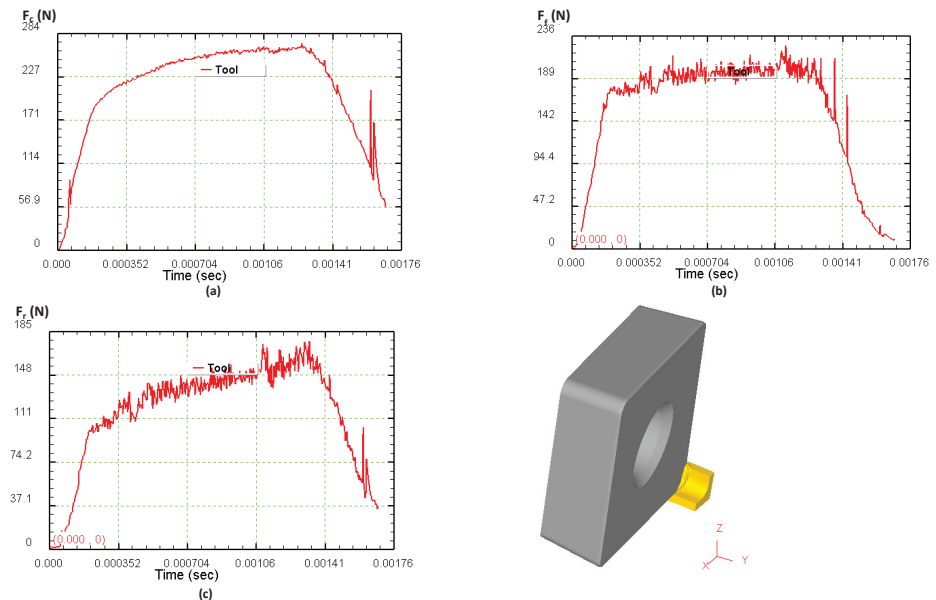 F_c (N)
284
227
171
114
56.9
0
Tool
0.000 0.000352 0.000704 0.00106 0.00141 0.00176
Time (sec)
(a)
F_f (N)
236
189
142
94.4
47.2
0
Tool
(0.000 , 0)
0.000 0.000352 0.000704 0.00106 0.00141 0.00176
Time (sec)
(b)
F_r (N)
185
148
111
74.2
37.1
0
Tool
(0.000 , 0)
0.000 0.000352 0.000704 0.00106 0.00141 0.00176
Time (sec)
(c)
Z
X
Y